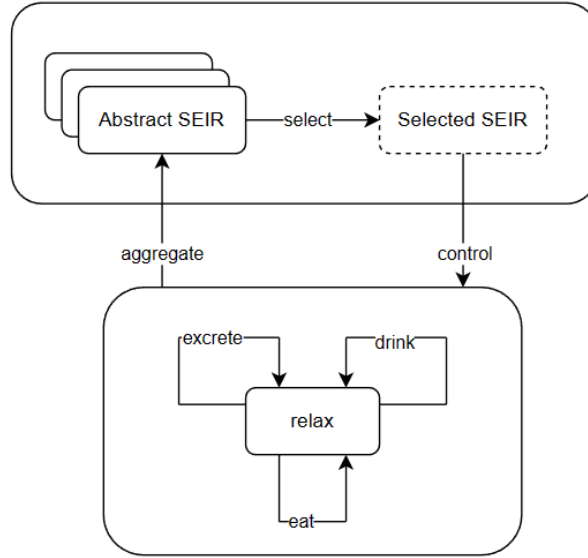 Abstract SEIR
select
Selected SEIR
aggregate
control
excrete
drink
relax
eat